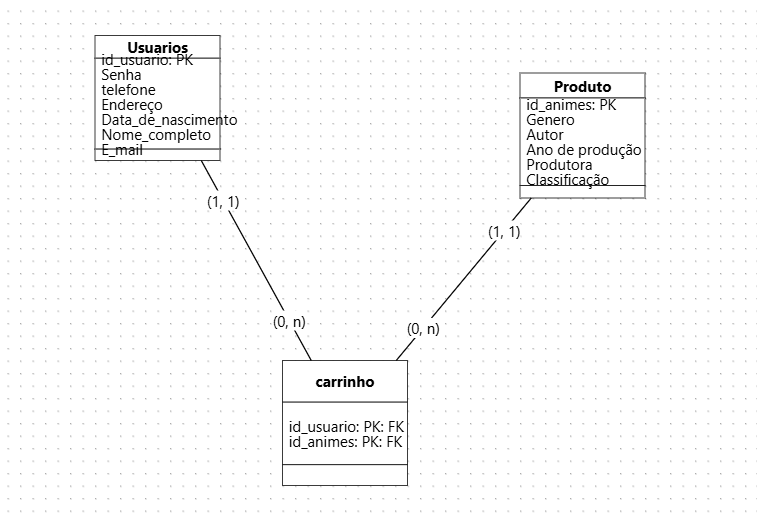 Usuarios
id_usuario: PK
Senha
telefone
Endereço
Data_de_nascimento
Nome_completo
E_mail
Produto
id_animes: PK
Genero
Autor
Ano de produção
Produtora
Classificação
(1, 1)
(1, 1)
(0, n)
(0, n)
carrinho
id_usuario: PK: FK
id_animes: PK: FK